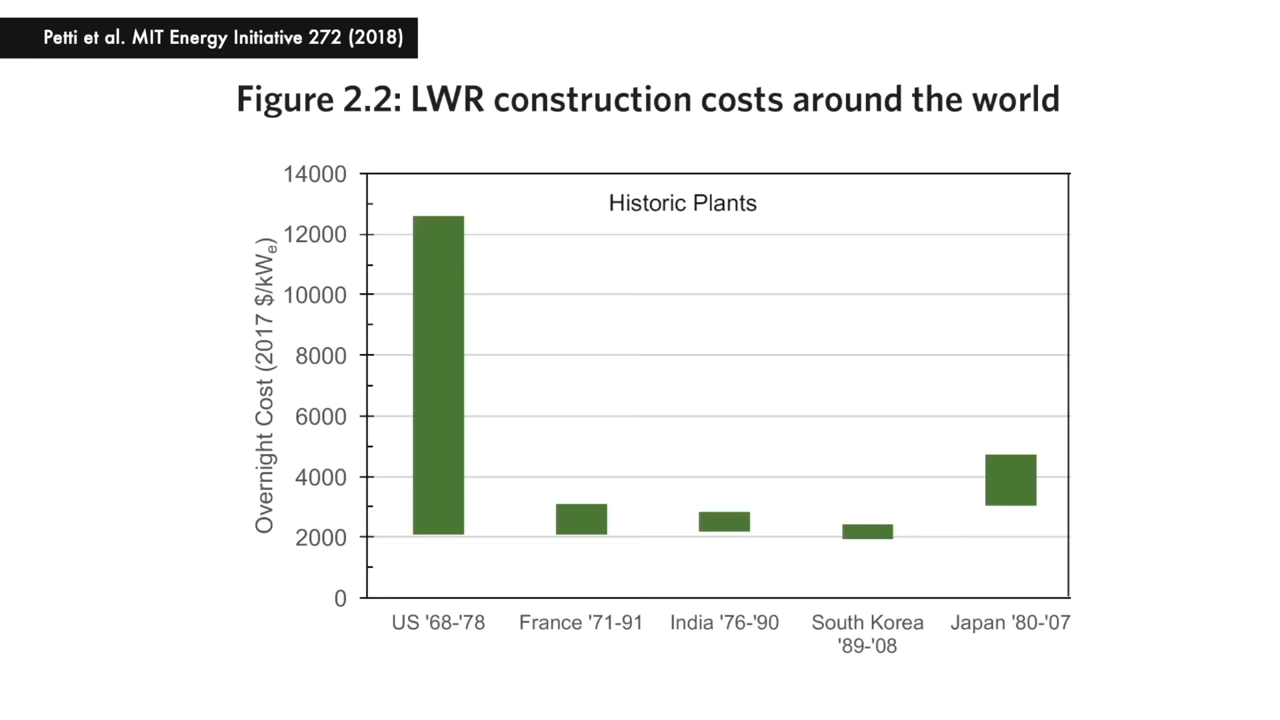 Petti et al. MIT Energy Initiative 272 (2018)
Figure 2.2: LWR construction costs around the world
Historic Plants
Overnight Cost (2017 $/kWe)
14000
12000
10000
8000
6000
4000
2000
0
US '68-'78
France '71-91
India '76-'90
South Korea
'89-'08
Japan '80-'07